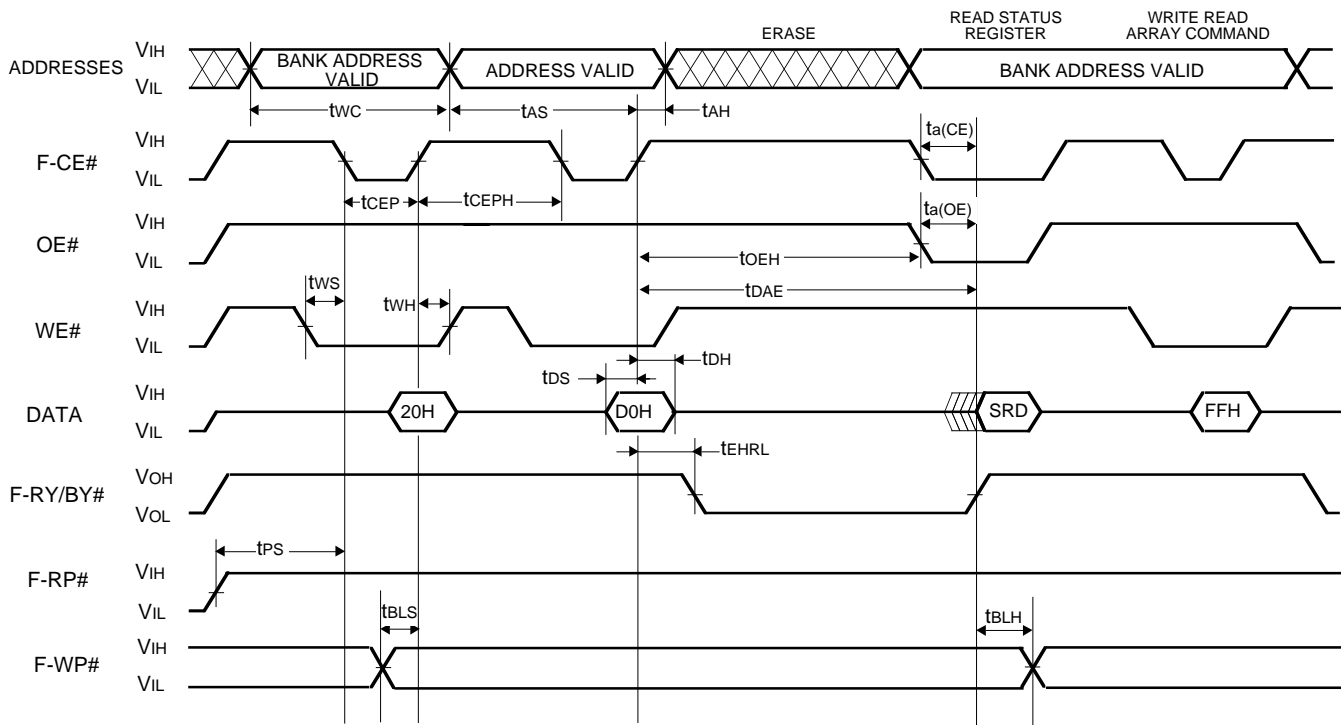 ERASE
READ STATUS
REGISTER
WRITE READ
ARRAY COMMAND
ADDRESSES
VIH
VIL
BANK ADDRESS
VALID
ADDRESS VALID
BANK ADDRESS VALID
tWC
tAS
tAH
F-CE#
VIH
VIL
ta(CE)
tCEP
tCEPH
OE#
VIH
VIL
ta(OE)
tOEH
tDAE
WE#
VIH
VIL
tWS
tWH
tDH
tDS
DATA
VIH
VIL
20H
D0H
SRD
FFH
tEHRL
F-RY/BY#
VOH
VOL
tPS
F-RP#
VIH
VIL
tBLS
tBLH
F-WP#
VIH
VIL